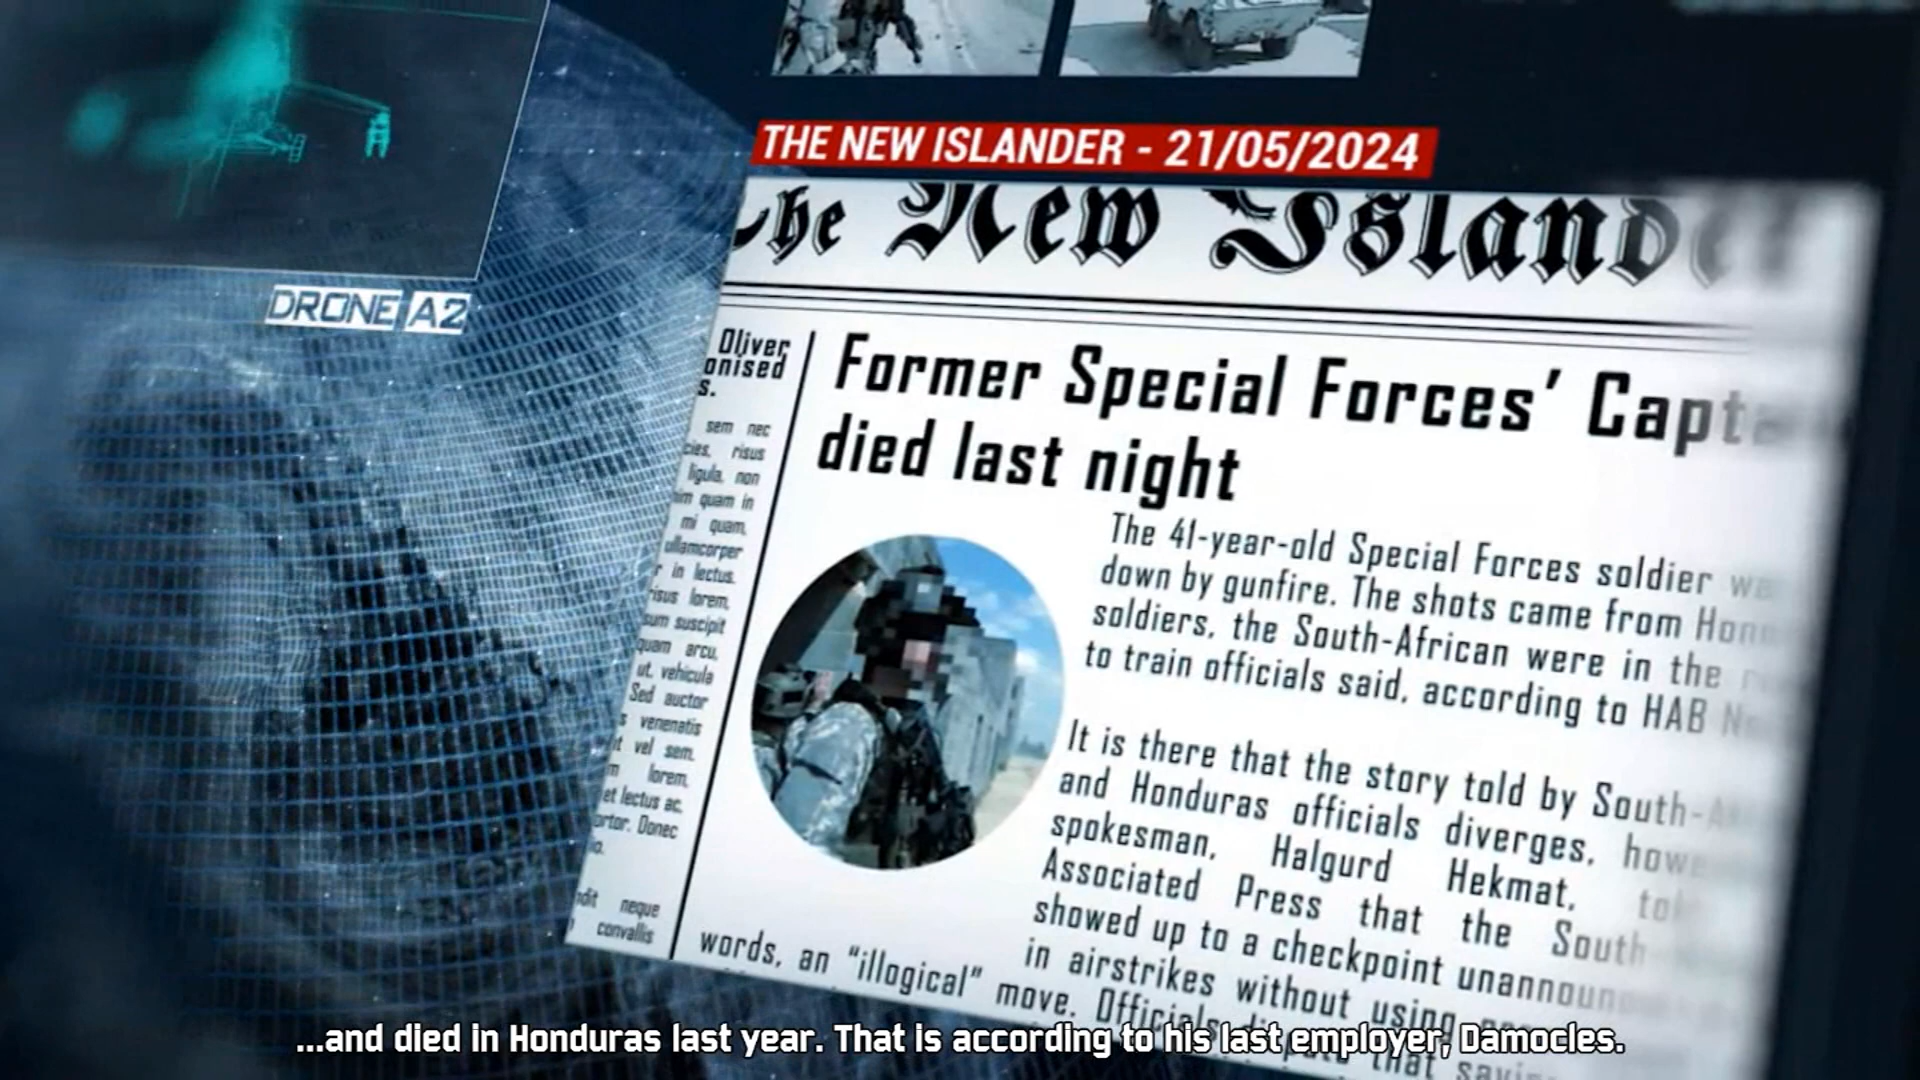 THE NEW ISLANDER - 21/05/2024
The New Islander
DRONE A2
Oliver
onised
s.
sem nec
cies, risus
ligula, non
quam in
mi quam,
ullamcorper
r in lectus.
risus lorem,
sum suscipit
quam arcu,
ut, vehicula
Sed auctor
s venenatis
it vel sem.
m lorem,
et lectus ac,
ortor. Donec
neque
convallis
Former Special Forces’ Capt
died last night
The 41-year-old Special Forces soldier
down by gunfire. The shots came from
soldiers, the South-African were in the
to train officials said, according to HAB
It is there that the story told by South-
and Honduras officials diverges,
spokesman, Halgurd Hekmat,
Associated Press that the South
showed up to a checkpoint
in airstrikes without using
words, an “illogical” move.
that
...and died in Honduras last year. That is according to his last employer, Damocles.